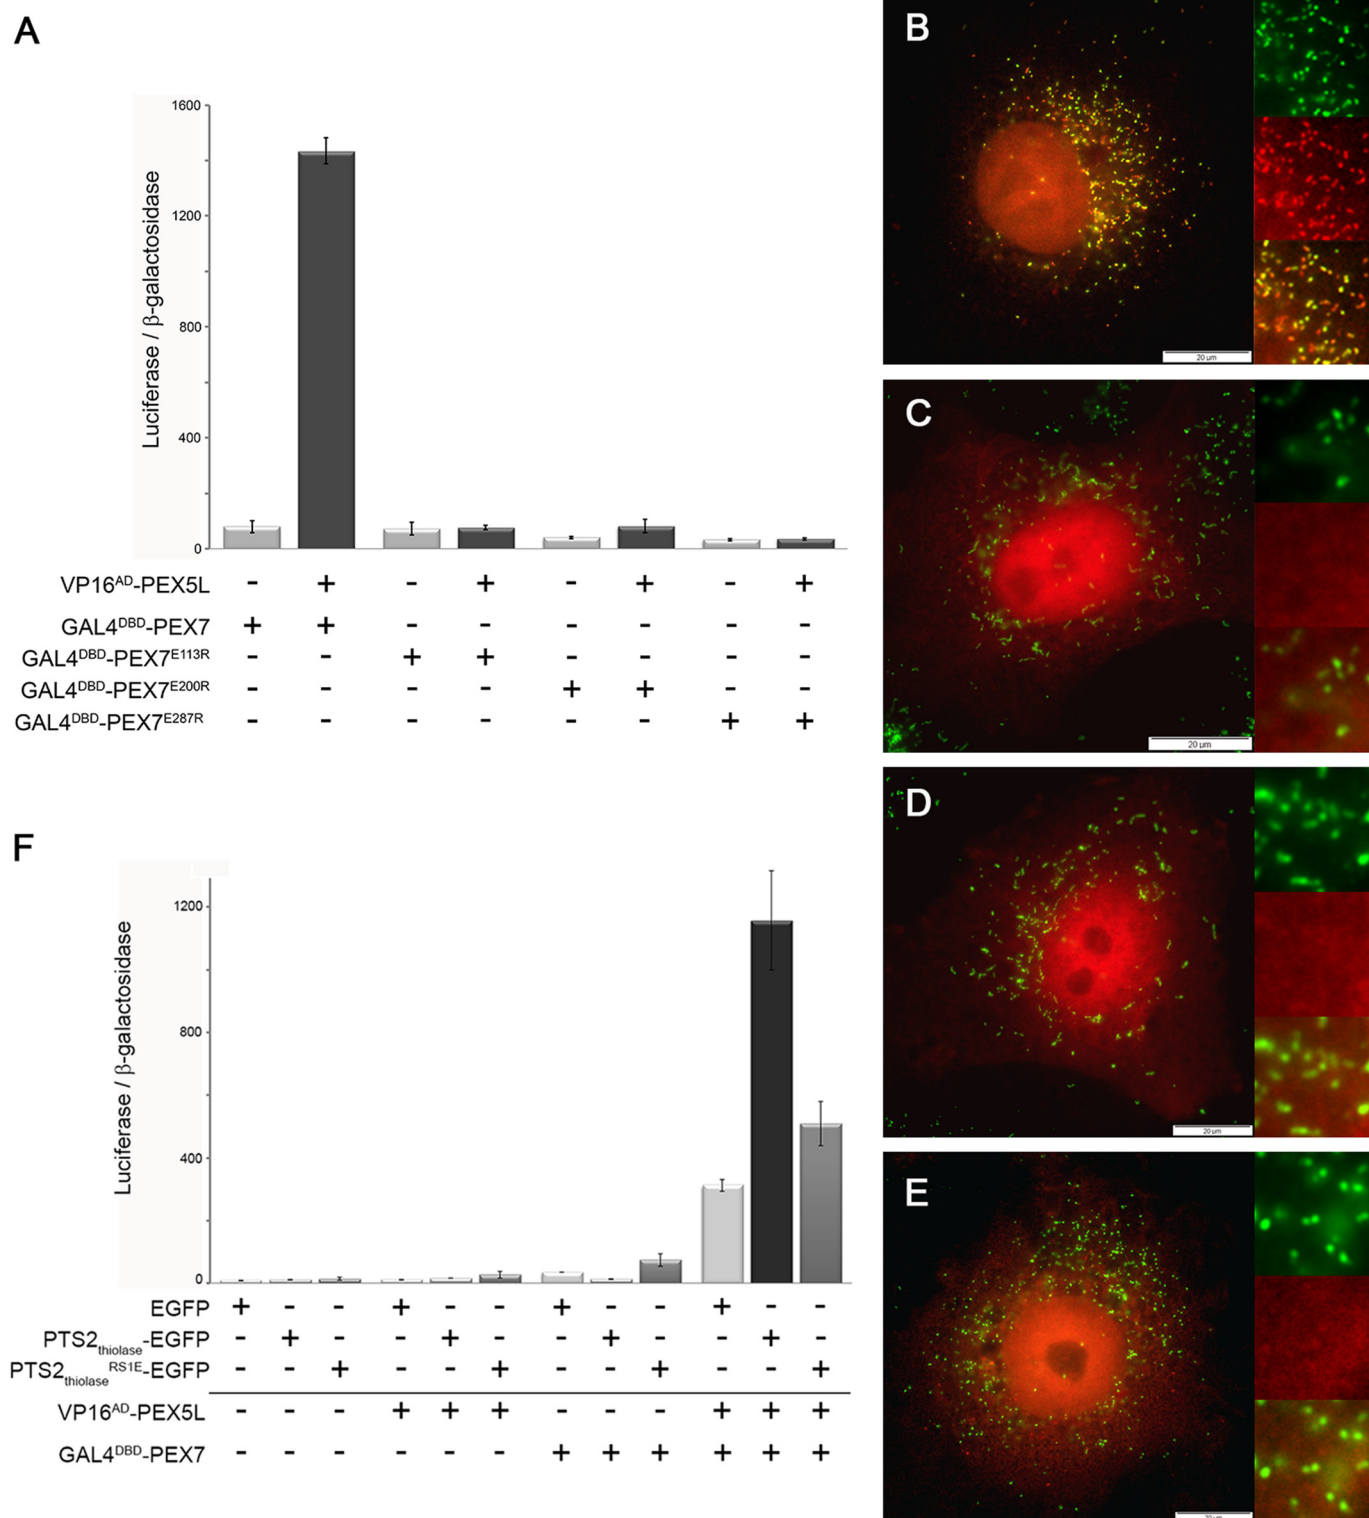 A
1600
1200
800
400
0
Luciferase / β-galactosidase
VP16ᴬᴰ-PEX5L - + - + - + - +
GAL4ᴰᴮᴰ-PEX7 + + - - - - - -
GAL4ᴰᴮᴰ-PEX7ᴱ¹¹³ᴿ - - + + - - - -
GAL4ᴰᴮᴰ-PEX7ᴱ²⁰⁰ᴿ - - - - + + - -
GAL4ᴰᴮᴰ-PEX7ᴱ²⁸⁷ᴿ - - - - - - + +
B
20 µm
C
20 µm
D
20 µm
E
20 µm
F
1200
800
400
0
Luciferase / β-galactosidase
EGFP + - - + - - + - - + - -
PTS2thiolase-EGFP - + - - + - - + - - + -
PTS2thiolaseRS1E-EGFP - - + - - + - - + - - +
VP16ᴬᴰ-PEX5L - - - + + + - - - + + +
GAL4ᴰᴮᴰ-PEX7 - - - - - - + + + + + +